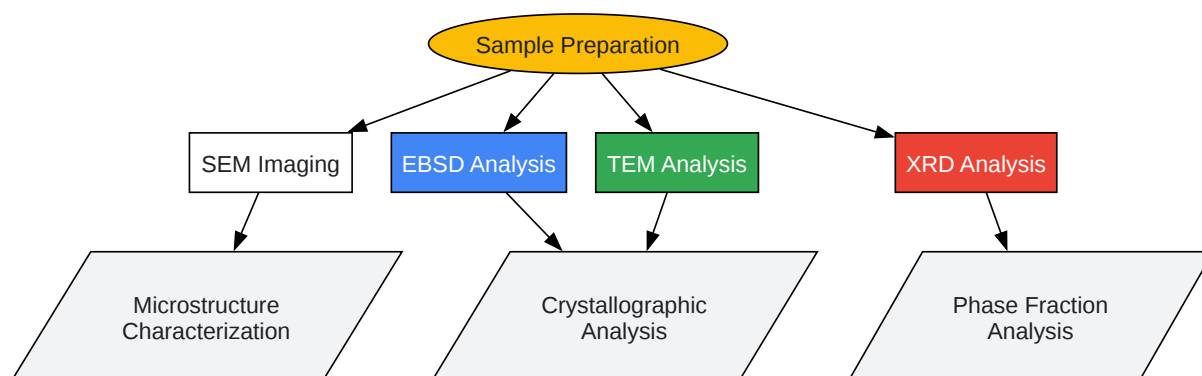 Sample Preparation
SEM Imaging
EBSD Analysis
TEM Analysis
XRD Analysis
Microstructure
Characterization
Crystallographic
Analysis
Phase Fraction
Analysis